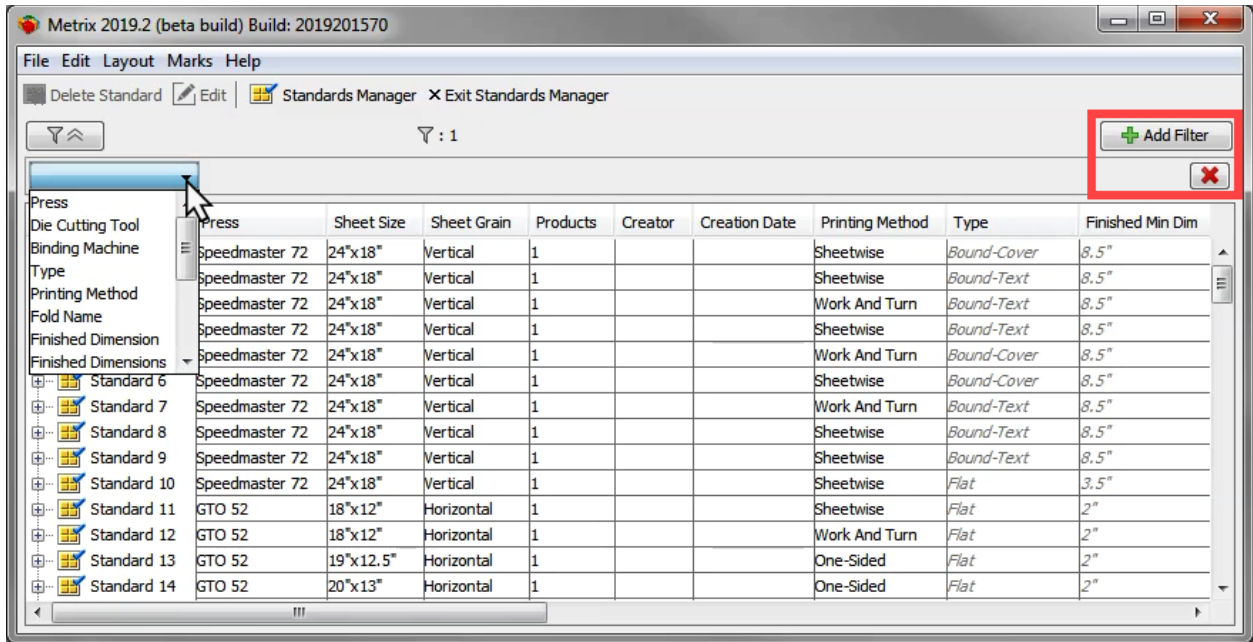 Metrix 2019.2 (beta build) Build: 2019201570
File Edit Layout Marks Help
Delete Standard Edit Standards Manager X Exit Standards Manager
: 1 Add Filter
Press
Die Cutting Tool
Binding Machine
Type
Printing Method
Fold Name
Finished Dimension
Finished Dimensions
Press Sheet Size Sheet Grain Products Creator Creation Date Printing Method Type Finished Min Dim
Speedmaster 72 24"x18" Vertical 1 Sheetwise Bound-Cover 8.5"
Speedmaster 72 24"x18" Vertical 1 Sheetwise Bound-Text 8.5"
Speedmaster 72 24"x18" Vertical 1 Work And Turn Bound-Text 8.5"
Speedmaster 72 24"x18" Vertical 1 Sheetwise Bound-Text 8.5"
Speedmaster 72 24"x18" Vertical 1 Work And Turn Bound-Cover 8.5"
Standard 6 Speedmaster 72 24"x18" Vertical 1 Sheetwise Bound-Cover 8.5"
Standard 7 Speedmaster 72 24"x18" Vertical 1 Work And Turn Bound-Text 8.5"
Standard 8 Speedmaster 72 24"x18" Vertical 1 Sheetwise Bound-Text 8.5"
Standard 9 Speedmaster 72 24"x18" Vertical 1 Sheetwise Bound-Text 8.5"
Standard 10 Speedmaster 72 24"x18" Vertical 1 Sheetwise Flat 3.5"
Standard 11 GTO 52 18"x12" Horizontal 1 Sheetwise Flat 2"
Standard 12 GTO 52 18"x12" Horizontal 1 Work And Turn Flat 2"
Standard 13 GTO 52 19"x12.5" Horizontal 1 One-Sided Flat 2"
Standard 14 GTO 52 20"x13" Horizontal 1 One-Sided Flat 2"